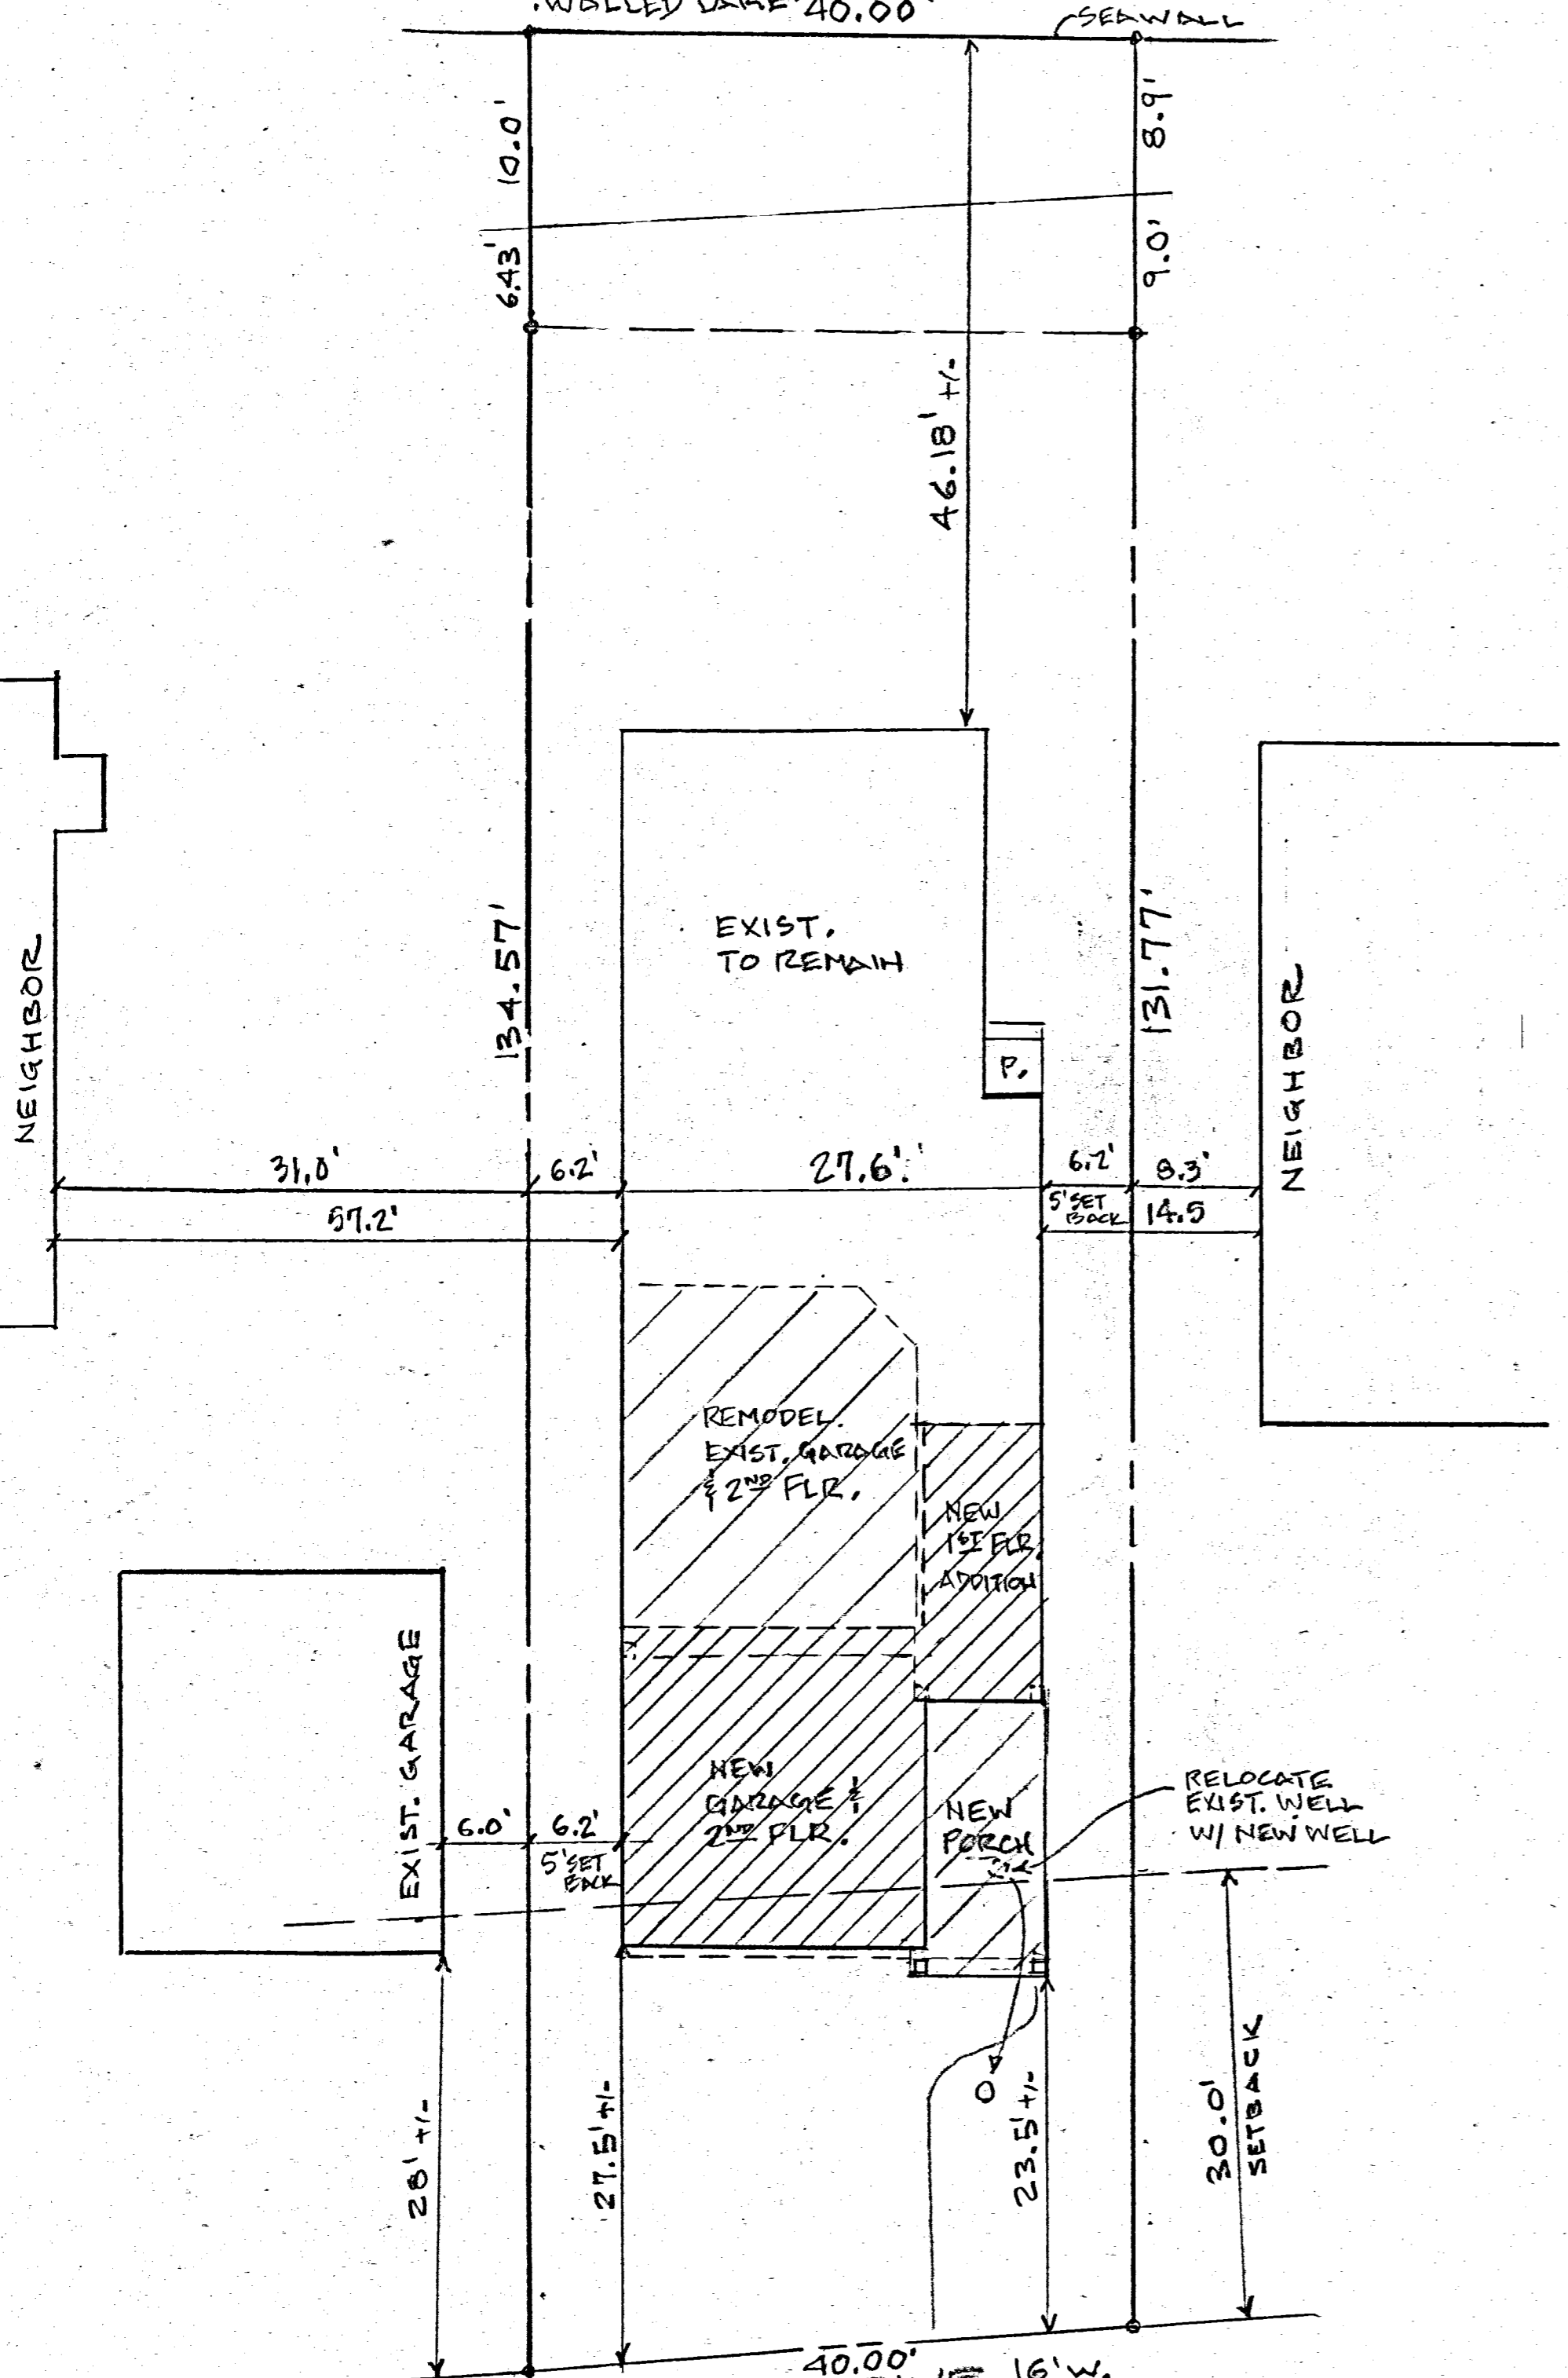 WALLED LAKE 40.00'
SEAWALL
10.0'
8.9'
6.43'
9.0'
46.18' +/-
134.57'
131.77'
NEIGHBOR
EXIST.
TO REMAIN
P.
NEIGHBOR
31.0'
6.2'
27.6'
6.2'
8.3'
57.2'
5' SET
BACK
14.5
REMODEL
EXIST. GARAGE
& 2ND FLR.
NEW
1ST FLR.
ADDITION
EXIST. GARAGE
NEW
GARAGE &
2ND FLR.
NEW
PORCH
RELOCATE
EXIST. WELL
W/ NEW WELL
6.0'
6.2'
5' SET
BACK
28' +/-
27.5' +/-
23.5' +/-
30.0'
SETBACK
40.00'
16' W.